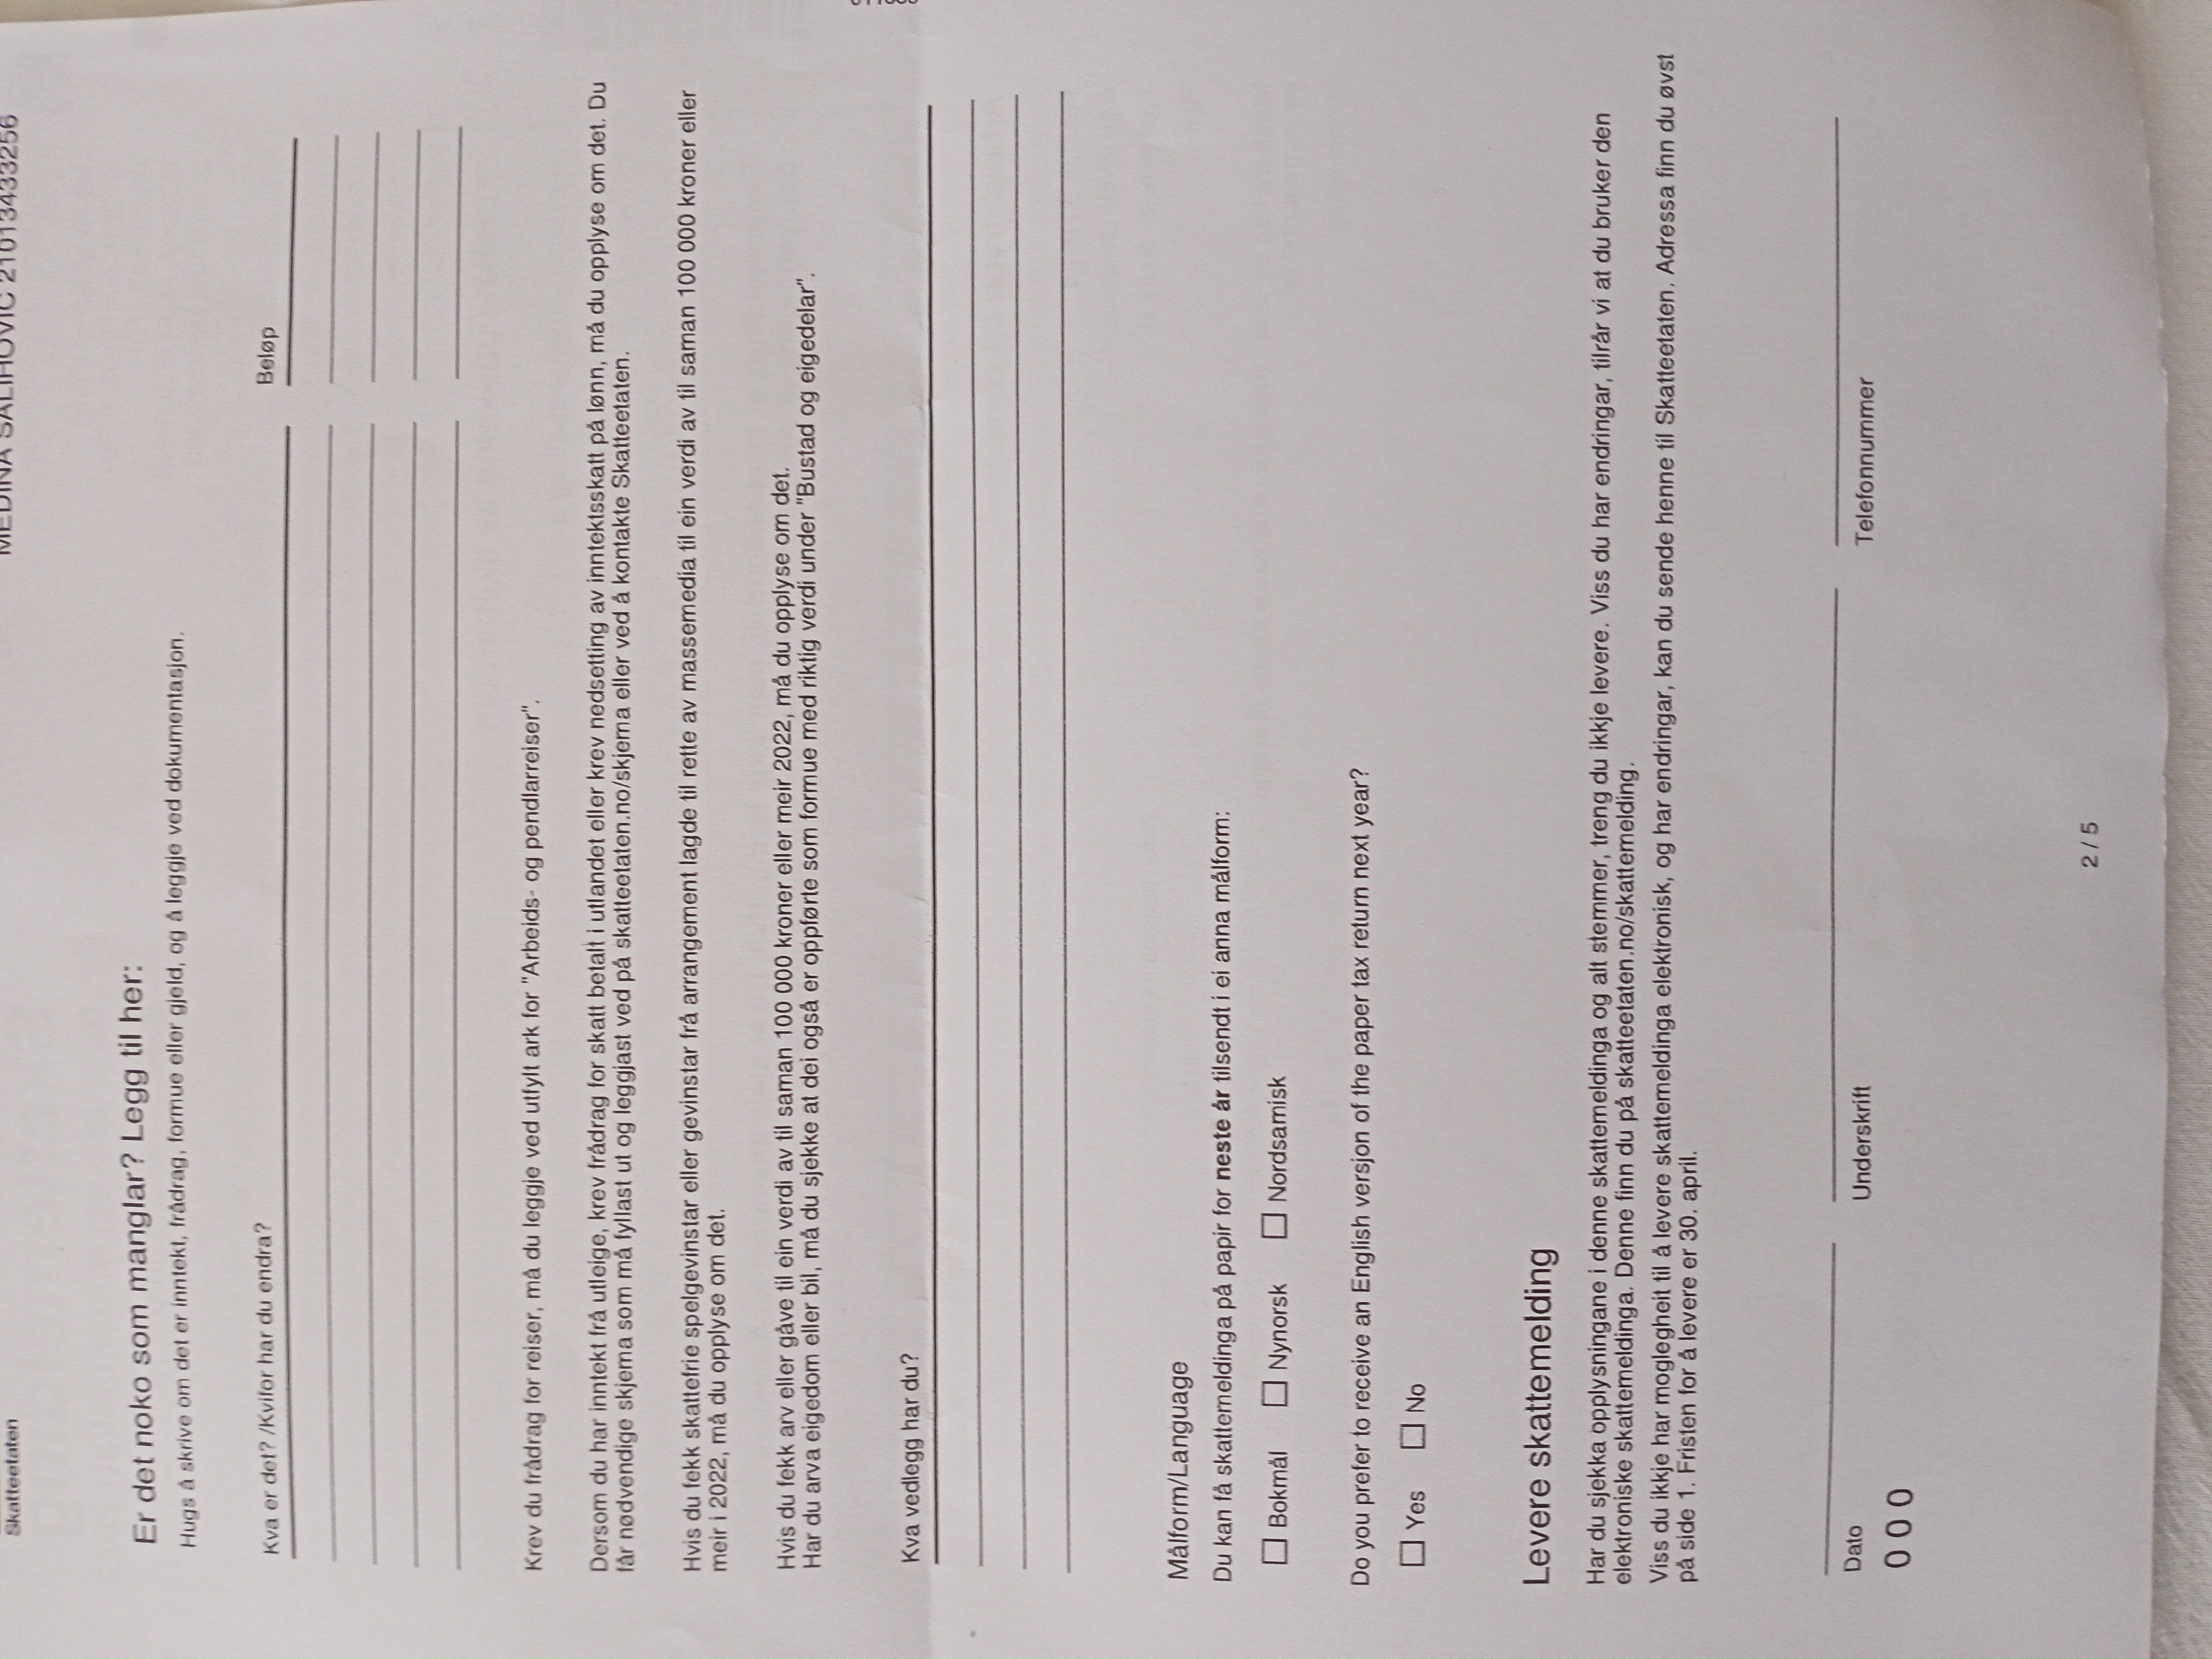 Skatteetaten
MEDINA SALIHOVIC 21013433256
Er det noko som manglar? Legg til her:
Hugs å skrive om det er inntekt, frådrag, formue eller gjeld, og å leggje ved dokumentasjon.
Kva er det? /Kvifor har du endra?
Beløp
Krev du frådrag for reiser, må du leggje ved utfylt ark for "Arbeids- og pendlarreiser".
Dersom du har inntekt frå utleige, krev frådrag for skatt betalt i utlandet eller krev nedsetting av inntektsskatt på lønn, må du opplyse om det. Du
får nødvendige skjema som må fyllast ut og leggjast ved på skatteetaten.no/skjema eller ved å kontakte Skatteetaten.
Hvis du fekk skattefrie spelgevinstar eller gevinstar frå arrangement lagde til rette av massemedia til ein verdi av til saman 100 000 kroner eller
meir i 2022, må du opplyse om det.
Hvis du fekk arv eller gåve til ein verdi av til saman 100 000 kroner eller meir 2022, må du opplyse om det.
Har du arva eigedom eller bil, må du sjekke at dei også er oppførte som formue med riktig verdi under "Bustad og eigedelar".
Kva vedlegg har du?
Målform/Language
Du kan få skattemeldinga på papir for neste år tilsendt i ei anna målform:
Bokmål Nynorsk Nordsamisk
Do you prefer to receive an English versjon of the paper tax return next year?
Yes No
Levere skattemelding
Har du sjekka opplysningane i denne skattemeldinga og alt stemmer, treng du ikkje levere. Viss du har endringar, tilrår vi at du bruker den
elektroniske skattemeldinga. Denne finn du på skatteetaten.no/skattemelding.
Viss du ikkje har moglegheit til å levere skattemeldinga elektronisk, og har endringar, kan du sende henne til Skatteetaten. Adressa finn du øvst
på side 1. Fristen for å levere er 30. april.
Dato
Underskrift
Telefonnummer
0 0 0
2 / 5